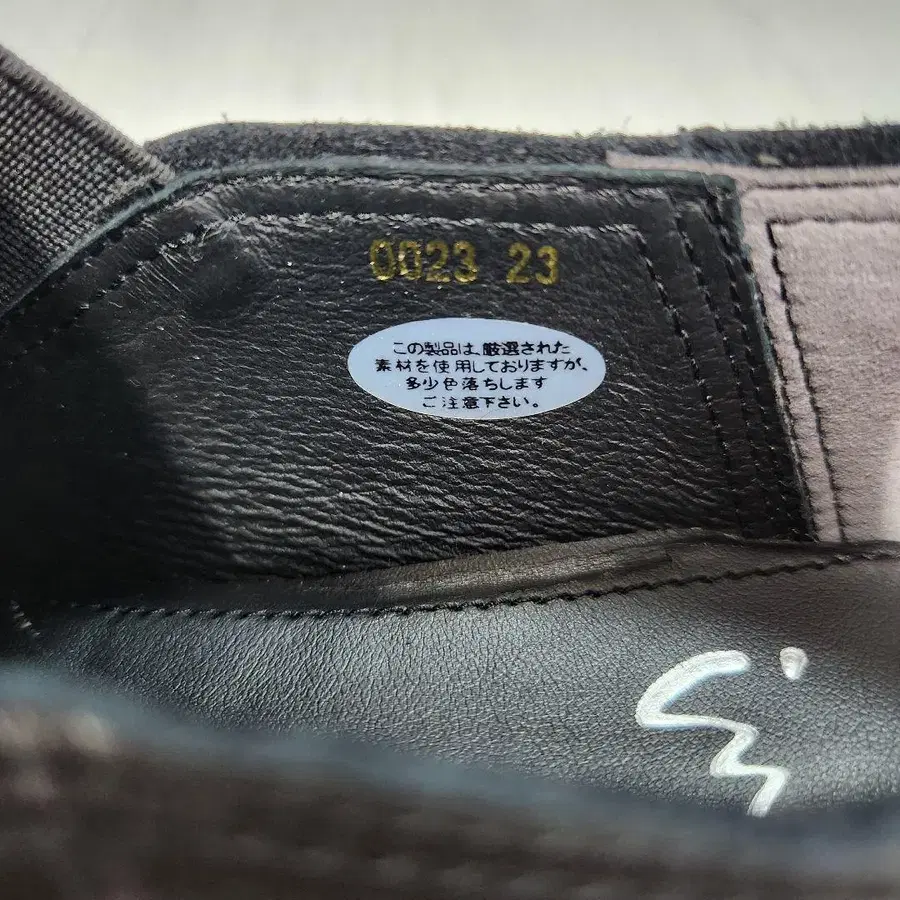 0023 23
この製品は、厳選された
素材を使用しておりますが、
多少色落ちします
ご注意下さい。